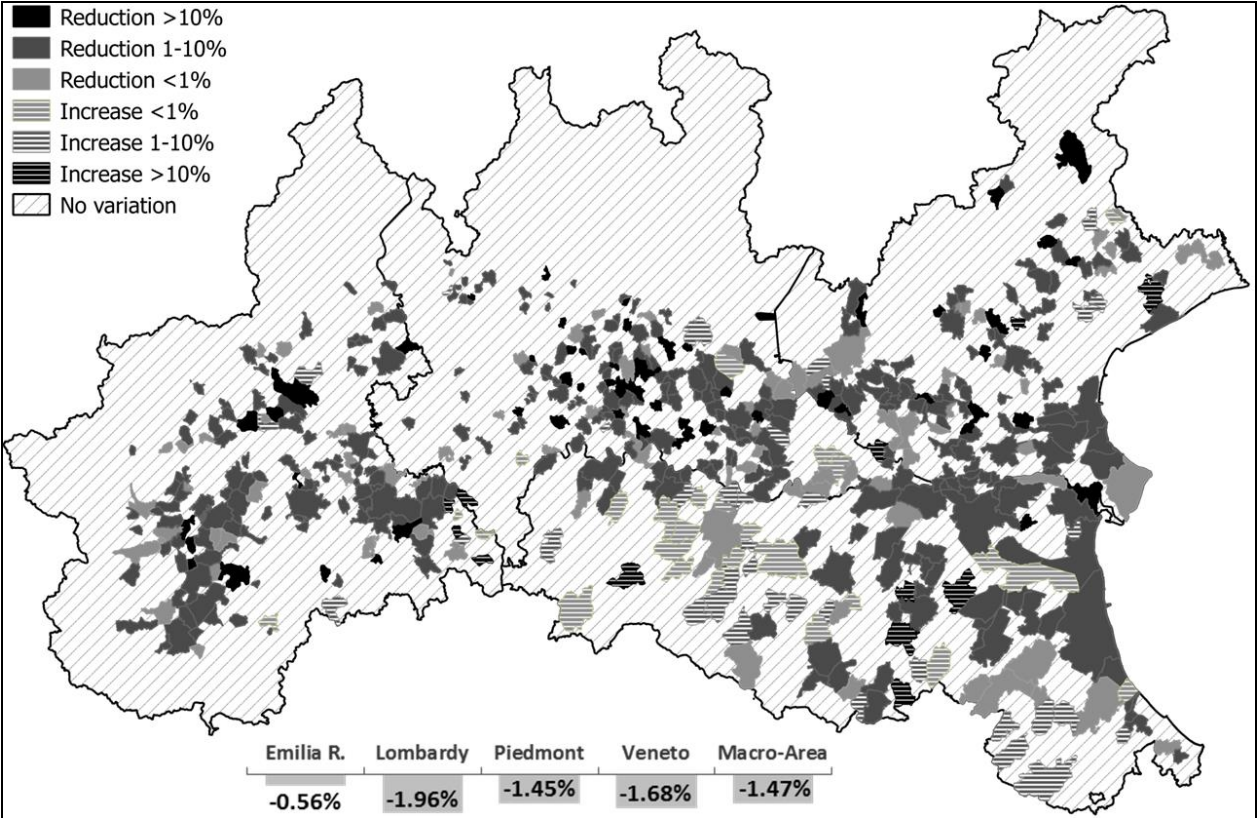 Reduction >10%
Reduction 1-10%
Reduction <1%
Increase <1%
Increase 1-10%
Increase >10%
No variation
Emilia R. Lombardy Piedmont Veneto Macro-Area
-0.56% -1.96% -1.45% -1.68% -1.47%